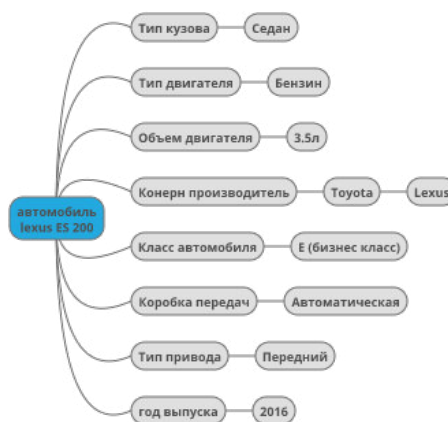 Тип кузова Седан
Тип двигателя Бензин
Объем двигателя 3.5л
Конерн производитель Toyota Lexus
автомобиль
lexus ES 200
Класс автомобиля Е (бизнес класс)
Коробка передач Автоматическая
Тип привода Передний
год выпуска 2016